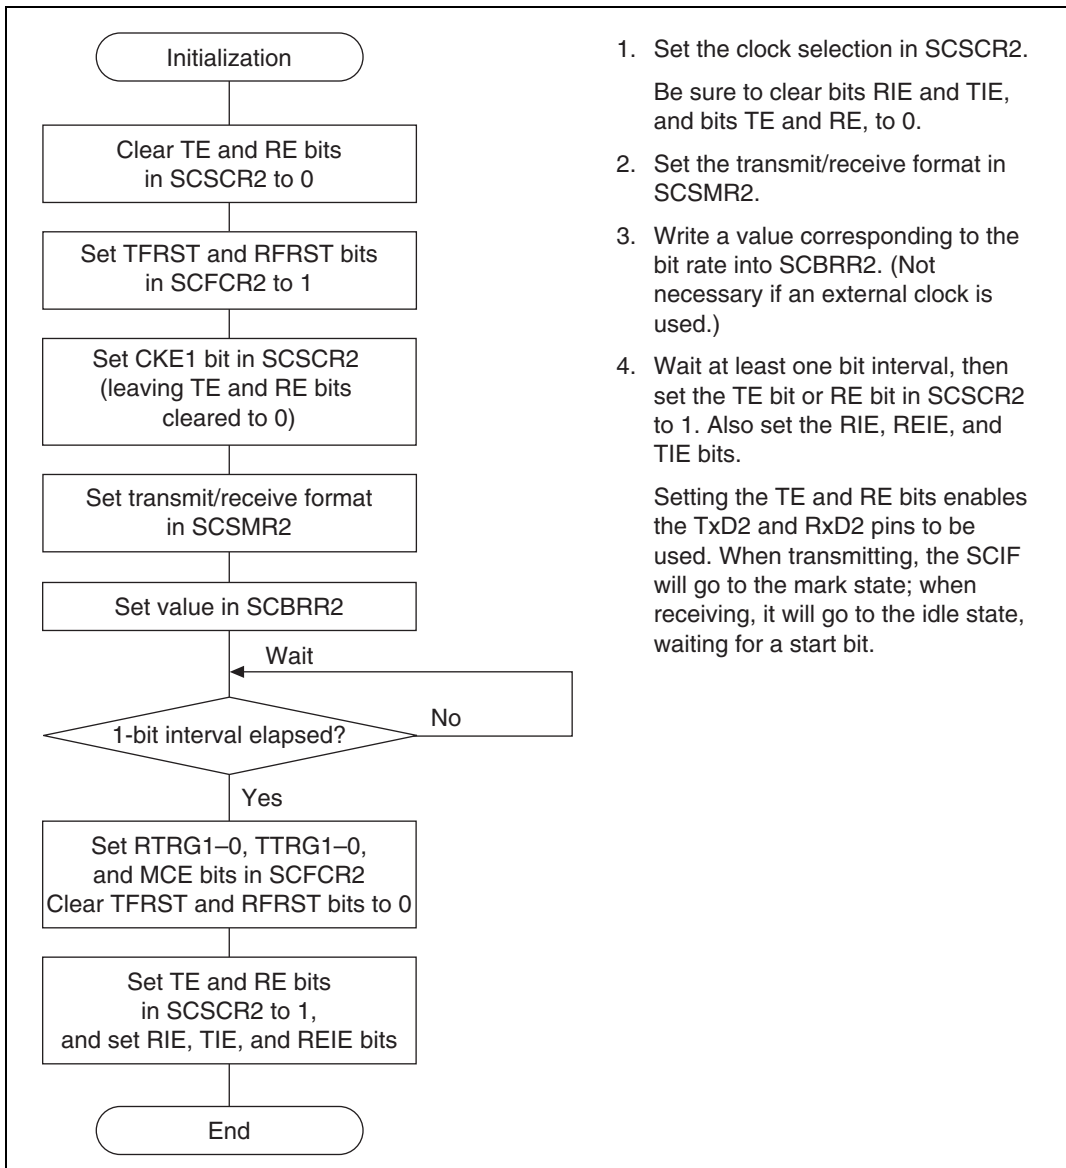 Initialization
Clear TE and RE bits
in SCSCR2 to 0
Set TFRST and RFRST bits
in SCFCR2 to 1
Set CKE1 bit in SCSCR2
(leaving TE and RE bits
cleared to 0)
Set transmit/receive format
in SCSMR2
Set value in SCBRR2
Wait
1-bit interval elapsed?
No
Yes
Set RTRG1–0, TTRG1–0,
and MCE bits in SCFCR2
Clear TFRST and RFRST bits to 0
Set TE and RE bits
in SCSCR2 to 1,
and set RIE, TIE, and REIE bits
End
1. Set the clock selection in SCSCR2.
Be sure to clear bits RIE and TIE,
and bits TE and RE, to 0.
2. Set the transmit/receive format in
SCSMR2.
3. Write a value corresponding to the
bit rate into SCBRR2. (Not
necessary if an external clock is
used.)
4. Wait at least one bit interval, then
set the TE bit or RE bit in SCSCR2
to 1. Also set the RIE, REIE, and
TIE bits.
Setting the TE and RE bits enables
the TxD2 and RxD2 pins to be
used. When transmitting, the SCIF
will go to the mark state; when
receiving, it will go to the idle state,
waiting for a start bit.